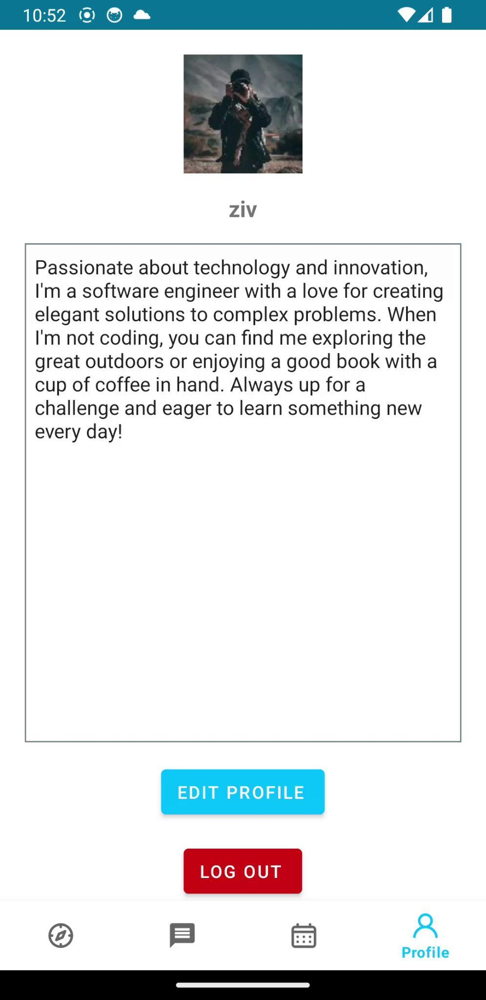 10:52
ziv
Passionate about technology and innovation,
I'm a software engineer with a love for creating
elegant solutions to complex problems. When
I'm not coding, you can find me exploring the
great outdoors or enjoying a good book with a
cup of coffee in hand. Always up for a
challenge and eager to learn something new
every day!
EDIT PROFILE
LOG OUT
Profile